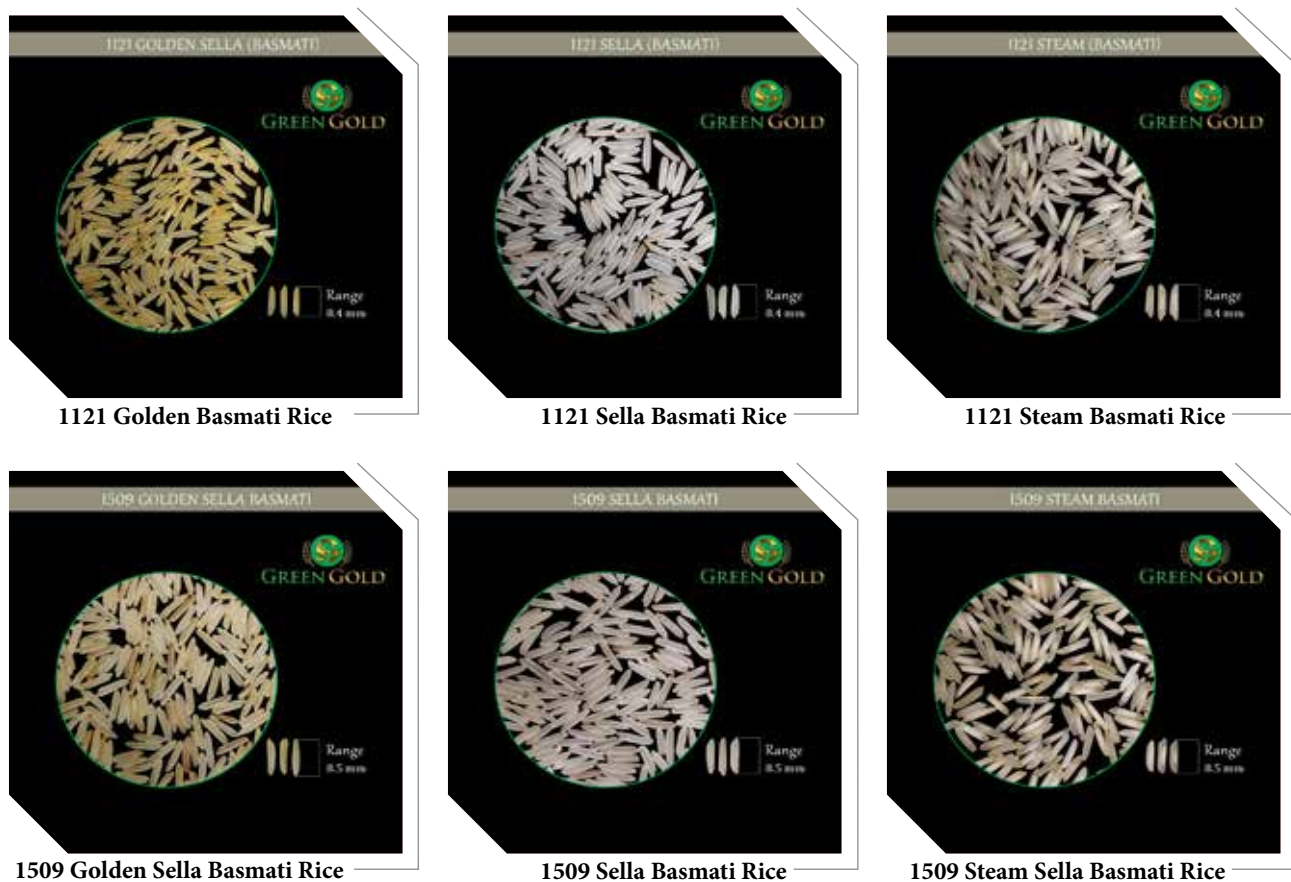 1121 GOLDEN SELLA (BASMATI)
GREEN GOLD
Range
8.4 mm
1121 Golden Basmati Rice
1121 SELLA (BASMATI)
GREEN GOLD
Range
8.4 mm
1121 Sella Basmati Rice
1121 STEAM (BASMATI)
GREEN GOLD
Range
8.4 mm
1121 Steam Basmati Rice
1509 GOLDEN SELLA BASMATI
GREEN GOLD
Range
8.5 mm
1509 Golden Sella Basmati Rice
1509 SELLA BASMATI
GREEN GOLD
Range
8.5 mm
1509 Sella Basmati Rice
1509 STEAM BASMATI
GREEN GOLD
Range
8.5 mm
1509 Steam Sella Basmati Rice